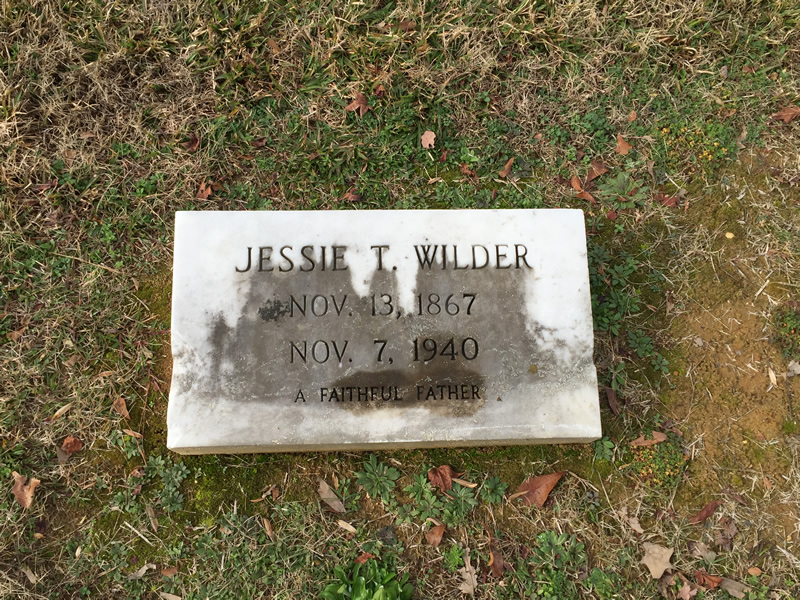 JESSIE T. WILDER
NOV. 13, 1867
NOV. 7, 1940
A FAITHFUL FATHER